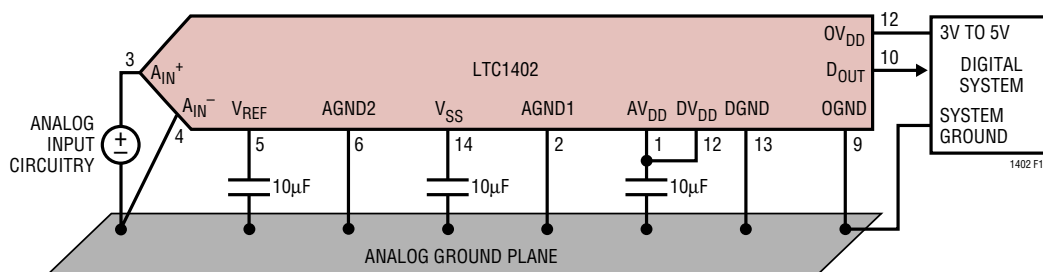 12
OVDD
3V TO 5V
3
AIN+
LTC1402
DOUT
10
DIGITAL
SYSTEM
AIN–
VREF
AGND2
VSS
AGND1
AVDD
DVDD
DGND
OGND
SYSTEM
GROUND
ANALOG
INPUT
CIRCUITRY
+
–
4
5
6
14
2
1
12
13
9
1402 F1
10µF
10µF
10µF
ANALOG GROUND PLANE